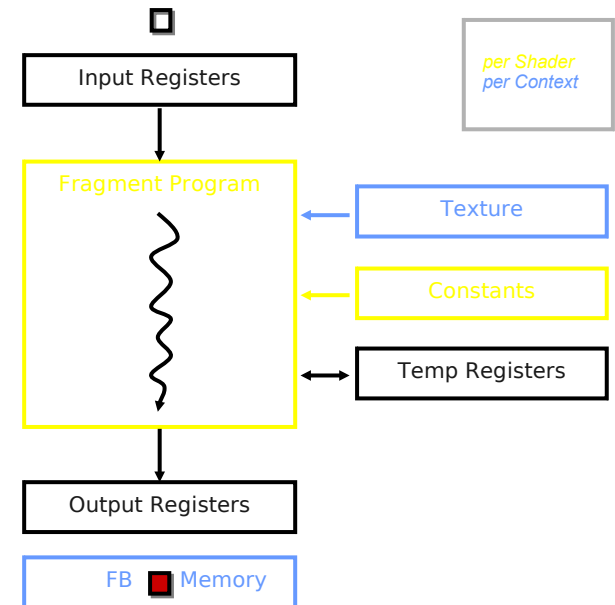 Input Registers
per Shader
per Context
Fragment Program
Texture
Constants
Temp Registers
Output Registers
FB Memory